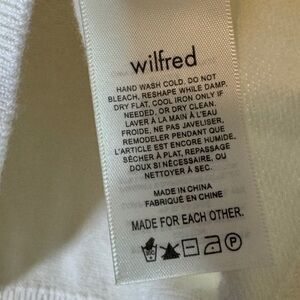 wilfred
HAND WASH COLD. DO NOT
BLEACH. RESHAPE WHILE DAMP.
DRY FLAT, COOL IRON ONLY IF
NEEDED, OR DRY CLEAN.
LAVER À LA MAIN À L'EAU
FROIDE, NE PAS JAVELISER.
REMODELER PENDANT QUE
L'ARTICLE EST ENCORE HUMIDE.
SÉCHER À PLAT, REPASSAGE
DOUX SI NÉCESSAIRE, OU
NETTOYER À SEC.
MADE IN CHINA
FABRIQUÉ EN CHINE
MADE FOR EACH OTHER.
P